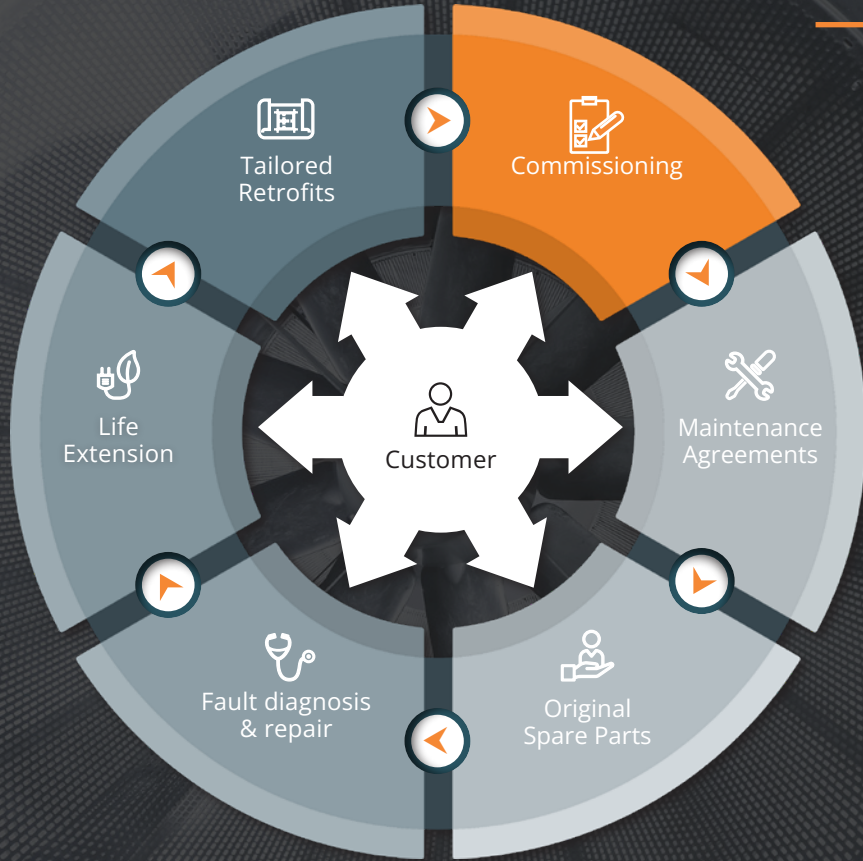 Tailored
Retrofits
Commissioning
Life
Extension
Customer
Maintenance
Agreements
Fault diagnosis
& repair
Original
Spare Parts